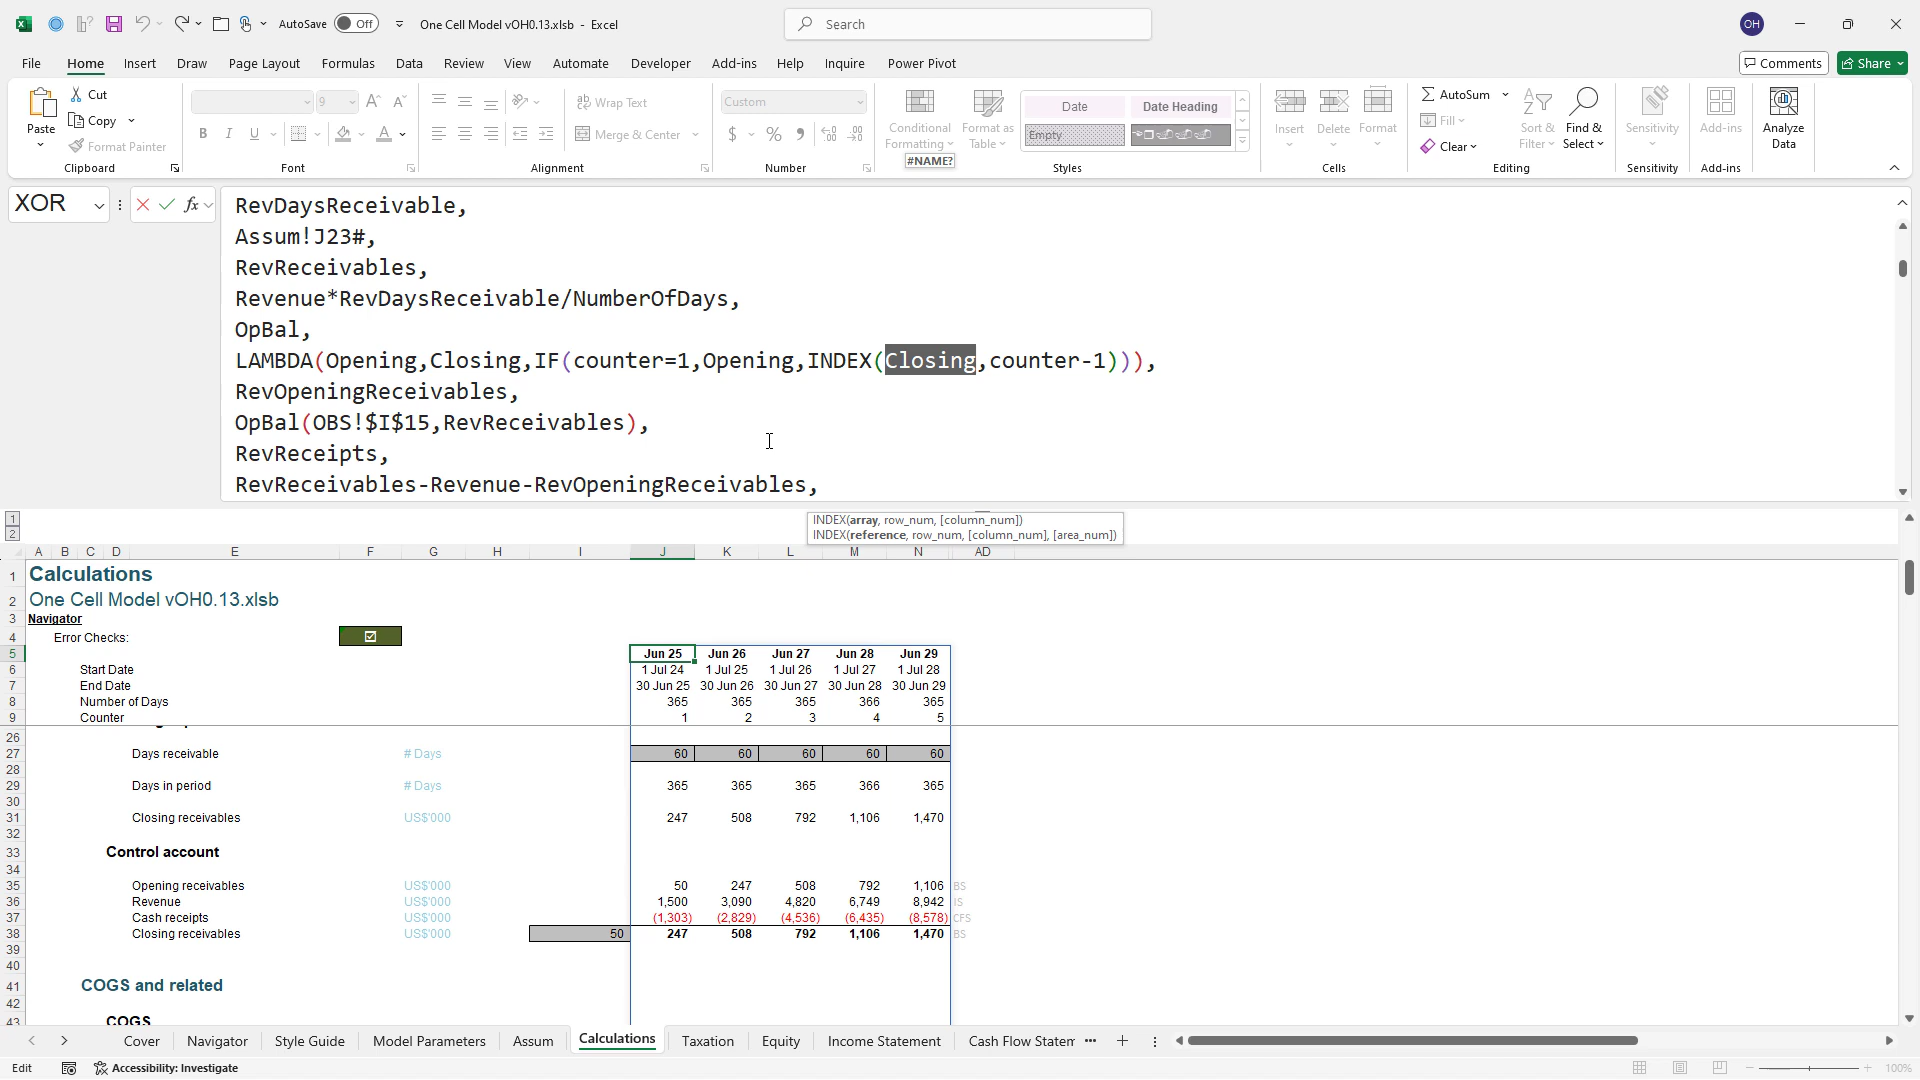 AutoSave Off One Cell Model vOH0.13.xlsb - Excel Search OH
File Home Insert Draw Page Layout Formulas Data Review View Automate Developer Add-ins Help Inquire Power Pivot Comments Share
Paste Cut Copy Format Painter
9
Wrap Text
Merge & Center
Custom
Conditional Formatting Format as Table
Date Date Heading
Empty
Insert Delete Format
AutoSum Fill Clear
Sort & Filter Find & Select
Sensitivity Add-ins Analyze Data
#NAME?
Clipboard Font Alignment Number Styles Cells Editing Sensitivity Add-ins
XOR fx
RevDaysReceivable,
Assum!J23#,
RevReceivables,
Revenue*RevDaysReceivable/NumberOfDays,
OpBal,
LAMBDA(Opening,Closing,IF(counter=1,Opening,INDEX(Closing,counter-1))),
RevOpeningReceivables,
OpBal(OBS!$I$15,RevReceivables),
RevReceipts,
RevReceivables-Revenue-RevOpeningReceivables,
1
2
INDEX(array, row_num, [column_num])
INDEX(reference, row_num, [column_num], [area_num])
A B C D E F G H I J K L M N AD
1 Calculations
2 One Cell Model vOH0.13.xlsb
3 Navigator
4 Error Checks:
5 Jun 25 Jun 26 Jun 27 Jun 28 Jun 29
6 Start Date 1 Jul 24 1 Jul 25 1 Jul 26 1 Jul 27 1 Jul 28
7 End Date 30 Jun 25 30 Jun 26 30 Jun 27 30 Jun 28 30 Jun 29
8 Number of Days 365 365 365 366 365
9 Counter 1 2 3 4 5
26
27 Days receivable # Days 60 60 60 60 60
28
29 Days in period # Days 365 365 365 366 365
30
31 Closing receivables US$'000 247 508 792 1,106 1,470
32
33 Control account
34
35 Opening receivables US$'000 50 247 508 792 1,106 BS
36 Revenue US$'000 1,500 3,090 4,820 6,749 8,942 IS
37 Cash receipts US$'000 (1,303) (2,829) (4,536) (6,435) (8,578) CFS
38 Closing receivables US$'000 50 247 508 792 1,106 1,470 BS
39
40
41 COGS and related
42
43 COGS
Cover Navigator Style Guide Model Parameters Assum Calculations Taxation Equity Income Statement Cash Flow Statem
Edit Accessibility: Investigate 100%